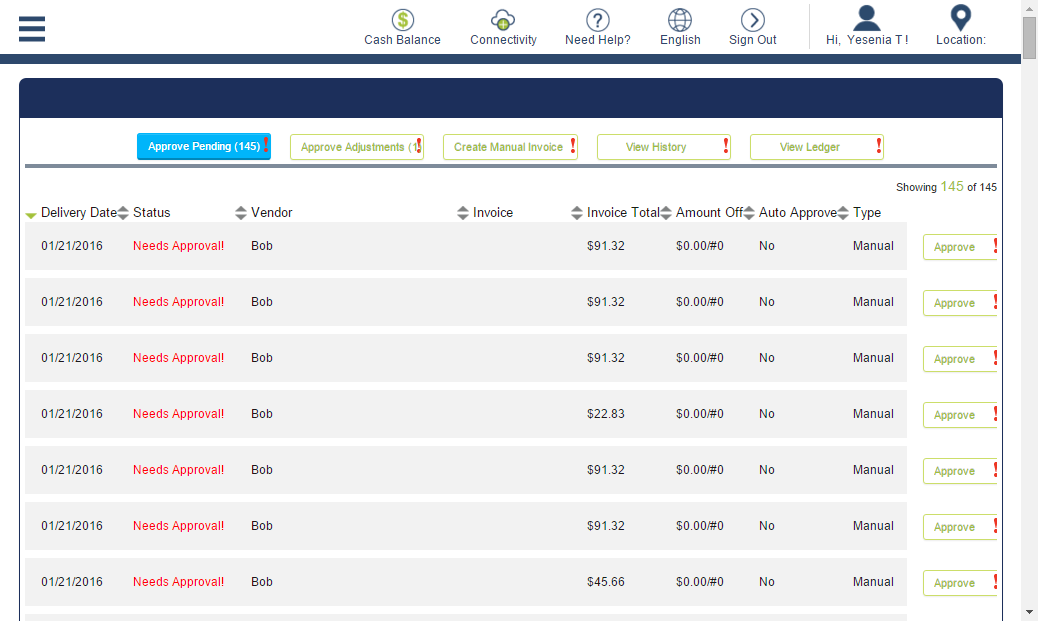 Cash Balance
Connectivity
Need Help?
English
Sign Out
Hi, Yesenia T !
Location:
Approve Pending (145)
Approve Adjustments (1
Create Manual Invoice
View History
View Ledger
Showing 145 of 145
Delivery Date Status Vendor Invoice Invoice Total Amount Off Auto Approve Type
01/21/2016 Needs Approval! Bob $91.32 $0.00/#0 No Manual Approve
01/21/2016 Needs Approval! Bob $91.32 $0.00/#0 No Manual Approve
01/21/2016 Needs Approval! Bob $91.32 $0.00/#0 No Manual Approve
01/21/2016 Needs Approval! Bob $22.83 $0.00/#0 No Manual Approve
01/21/2016 Needs Approval! Bob $91.32 $0.00/#0 No Manual Approve
01/21/2016 Needs Approval! Bob $91.32 $0.00/#0 No Manual Approve
01/21/2016 Needs Approval! Bob $45.66 $0.00/#0 No Manual Approve